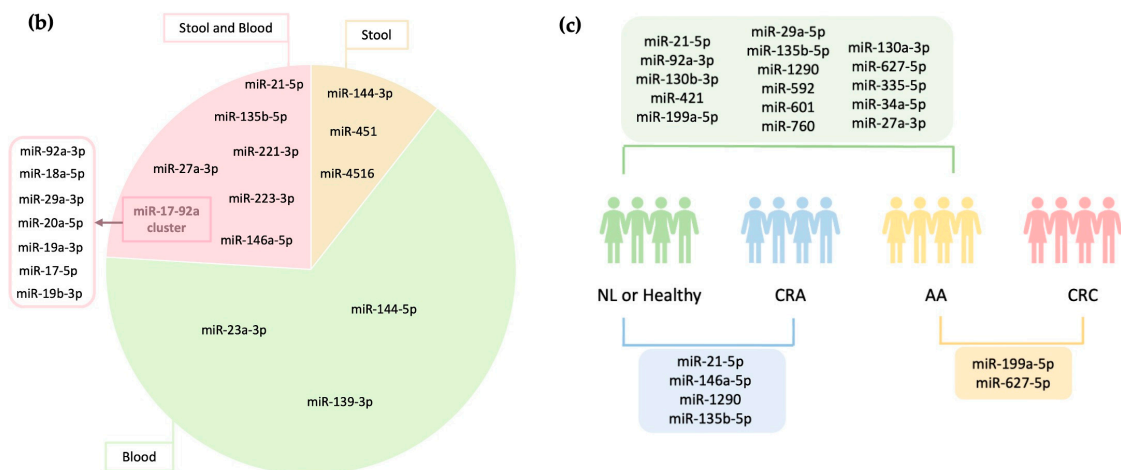 (b)
Stool and Blood
Stool
miR-21-5p
miR-135b-5p
miR-221-3p
miR-27a-3p
miR-223-3p
miR-146a-5p
miR-17-92a
cluster
miR-92a-3p
miR-18a-5p
miR-29a-3p
miR-20a-5p
miR-19a-3p
miR-17-5p
miR-19b-3p
miR-144-3p
miR-451
miR-4516
miR-144-5p
miR-23a-3p
miR-139-3p
Blood
(c)
miR-21-5p
miR-92a-3p
miR-130b-3p
miR-421
miR-199a-5p
miR-29a-5p
miR-135b-5p
miR-1290
miR-592
miR-601
miR-760
miR-130a-3p
miR-627-5p
miR-335-5p
miR-34a-5p
miR-27a-3p
NL or Healthy
CRA
AA
CRC
miR-21-5p
miR-146a-5p
miR-1290
miR-135b-5p
miR-199a-5p
miR-627-5p